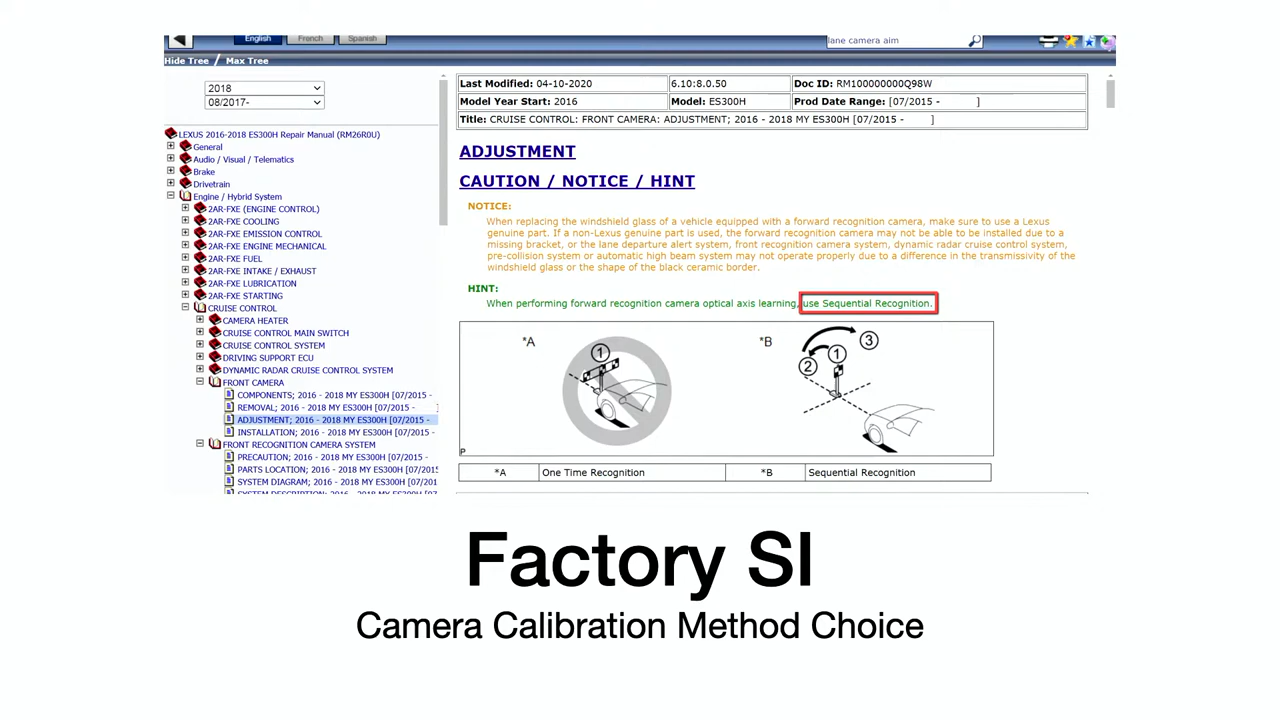 English French Spanish
lane camera aim
Hide Tree / Max Tree
2018
08/2017-
LEXUS 2016-2018 ES300H Repair Manual (RM26R0U)
General
Audio / Visual / Telematics
Brake
Drivetrain
Engine / Hybrid System
2AR-FXE (ENGINE CONTROL)
2AR-FXE COOLING
2AR-FXE EMISSION CONTROL
2AR-FXE ENGINE MECHANICAL
2AR-FXE FUEL
2AR-FXE INTAKE / EXHAUST
2AR-FXE LUBRICATION
2AR-FXE STARTING
CRUISE CONTROL
CAMERA HEATER
CRUISE CONTROL MAIN SWITCH
CRUISE CONTROL SYSTEM
DRIVING SUPPORT ECU
DYNAMIC RADAR CRUISE CONTROL SYSTEM
FRONT CAMERA
COMPONENTS; 2016 - 2018 MY ES300H [07/2015 -
REMOVAL; 2016 - 2018 MY ES300H [07/2015 - ]
ADJUSTMENT; 2016 - 2018 MY ES300H [07/2015 -
INSTALLATION; 2016 - 2018 MY ES300H [07/2015 -
FRONT RECOGNITION CAMERA SYSTEM
PRECAUTION; 2016 - 2018 MY ES300H [07/2015 -
PARTS LOCATION; 2016 - 2018 MY ES300H [07/2015
SYSTEM DIAGRAM; 2016 - 2018 MY ES300H [07/201
SYSTEM DESCRIPTION; 2016 - 2018 MY ES300H [07/
Last Modified: 04-10-2020 6.10:8.0.50 Doc ID: RM100000000Q98W
Model Year Start: 2016 Model: ES300H Prod Date Range: [07/2015 - ]
Title: CRUISE CONTROL: FRONT CAMERA: ADJUSTMENT; 2016 - 2018 MY ES300H [07/2015 - ]
ADJUSTMENT
CAUTION / NOTICE / HINT
NOTICE:
When replacing the windshield glass of a vehicle equipped with a forward recognition camera, make sure to use a Lexus
genuine part. If a non-Lexus genuine part is used, the forward recognition camera may not be able to be installed due to a
missing bracket, or the lane departure alert system, front recognition camera system, dynamic radar cruise control system,
pre-collision system or automatic high beam system may not operate properly due to a difference in the transmissivity of the
windshield glass or the shape of the black ceramic border.
HINT:
When performing forward recognition camera optical axis learning, use Sequential Recognition.
*A 1 *B 1 2 3
P
*A One Time Recognition *B Sequential Recognition
Factory SI
Camera Calibration Method Choice